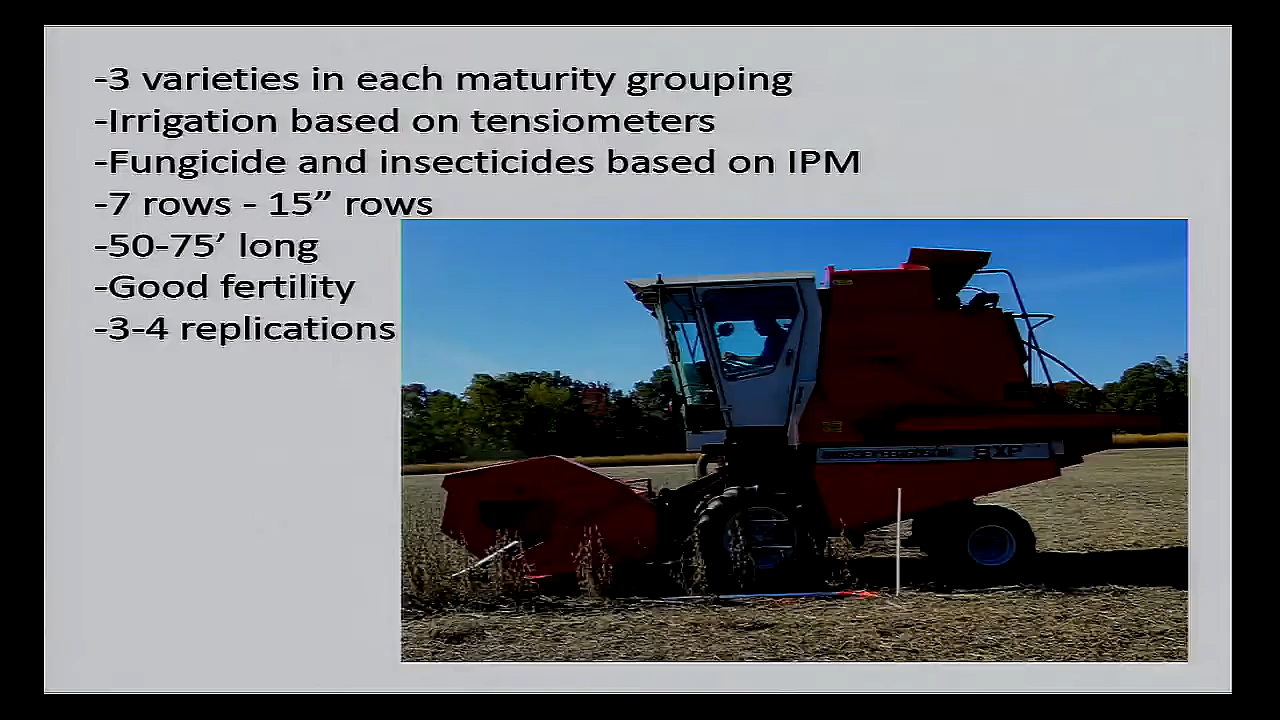 -3 varieties in each maturity grouping
-Irrigation based on tensiometers
-Fungicide and insecticides based on IPM
-7 rows - 15” rows
-50-75’ long
-Good fertility
-3-4 replications
8XP